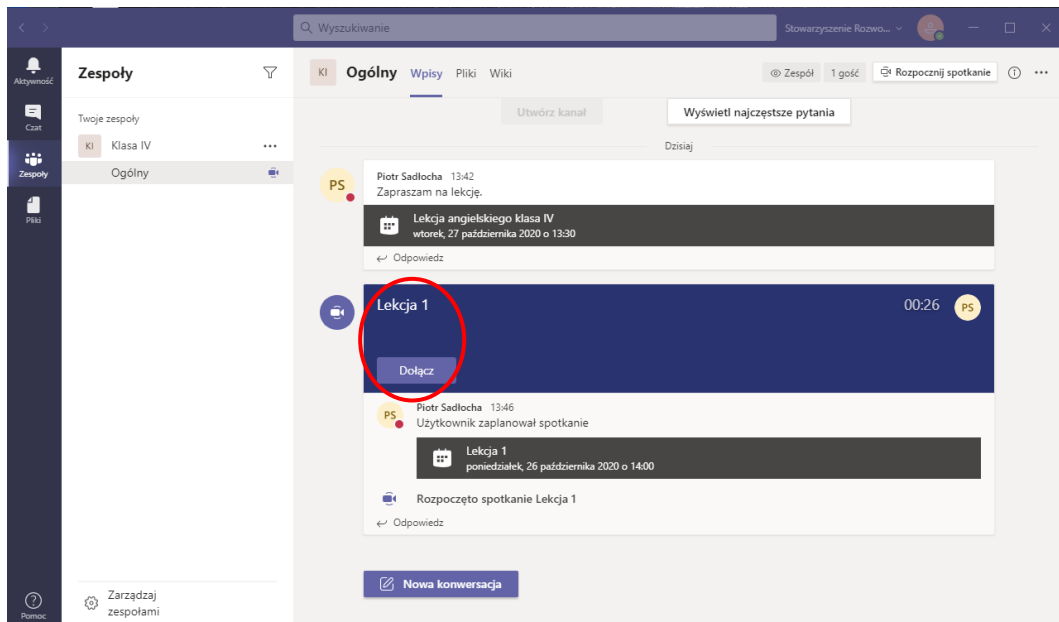 Wyszukiwanie
Stowarzyszenie Rozwo...
Aktywność
Czat
Zespoły
Pliki
Pomoc
Zespoły
Twoje zespoły
KI Klasa IV
Ogólny
Zarządzaj
zespołami
KI Ogólny Wpisy Pliki Wiki
Zespół 1 gość Rozpocznij spotkanie
Utwórz kanał Wyświetl najczęstsze pytania
Dzisiaj
PS Piotr Sadłocha 13:42
Zapraszam na lekcję.
Lekcja angielskiego klasa IV
wtorek, 27 października 2020 o 13:30
Odpowiedz
Lekcja 1 00:26 PS
Dołącz
PS Piotr Sadłocha 13:46
Użytkownik zaplanował spotkanie
Lekcja 1
poniedziałek, 26 października 2020 o 14:00
Rozpoczęto spotkanie Lekcja 1
Odpowiedz
Nowa konwersacja